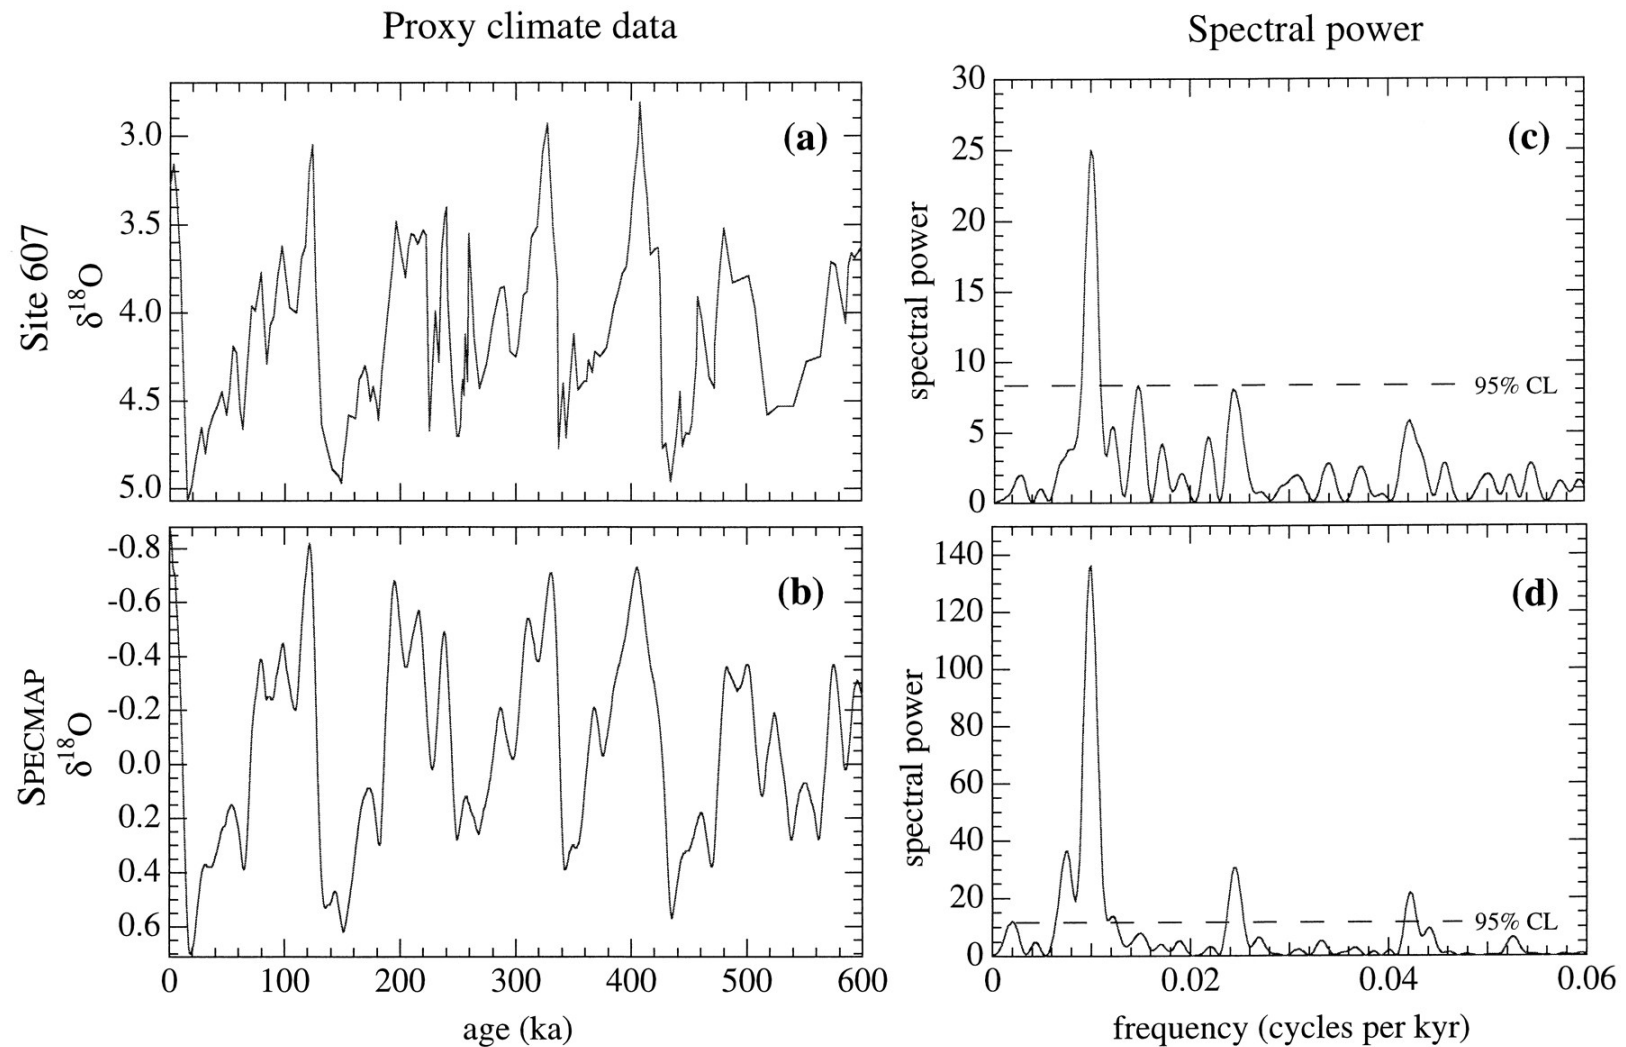 Proxy climate data
Spectral power
Site 607
δ18O
3.0
3.5
4.0
4.5
5.0
(a)
spectral power
30
25
20
15
10
5
0
(c)
95% CL
SPECMAP
δ18O
-0.8
-0.6
-0.4
-0.2
0.0
0.2
0.4
0.6
(b)
0 100 200 300 400 500 600
age (ka)
spectral power
140
120
100
80
60
40
20
0
(d)
95% CL
0 0.02 0.04 0.06
frequency (cycles per kyr)